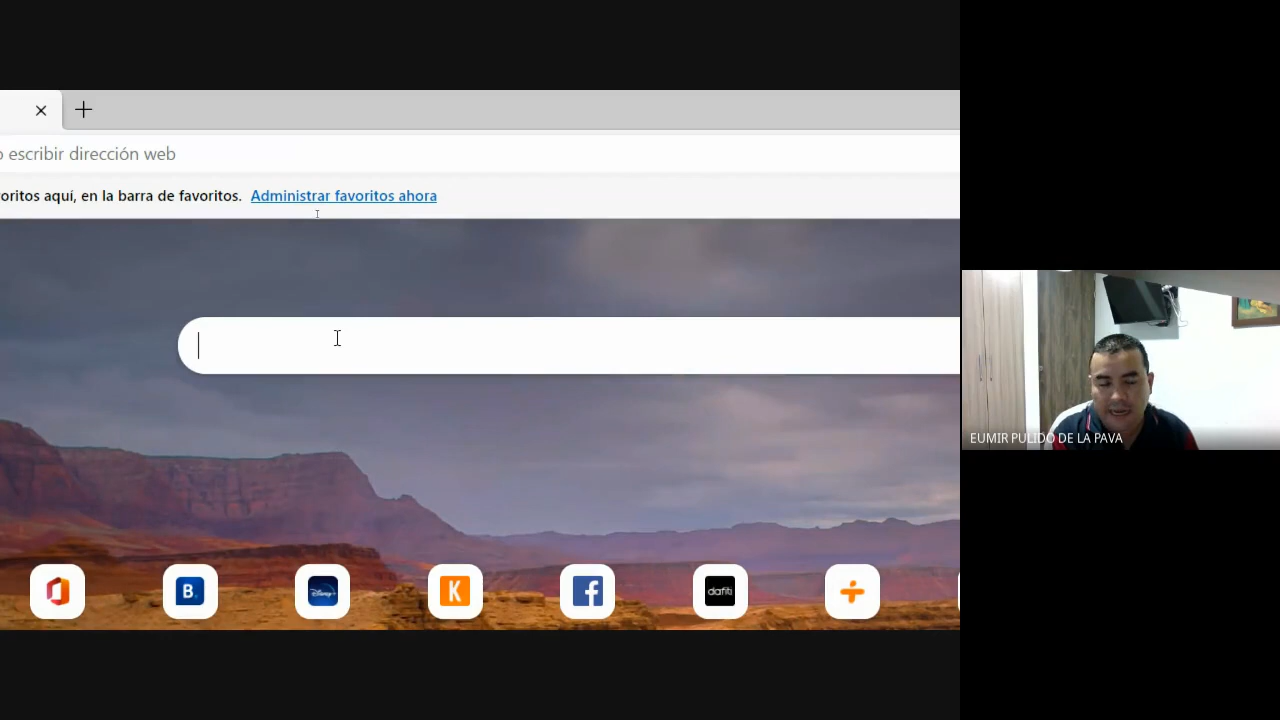 o escribir dirección web
oritos aquí, en la barra de favoritos. Administrar favoritos ahora
B.
Disney+
K
f
dafiti
EUMIR PULIDO DE LA PAVA